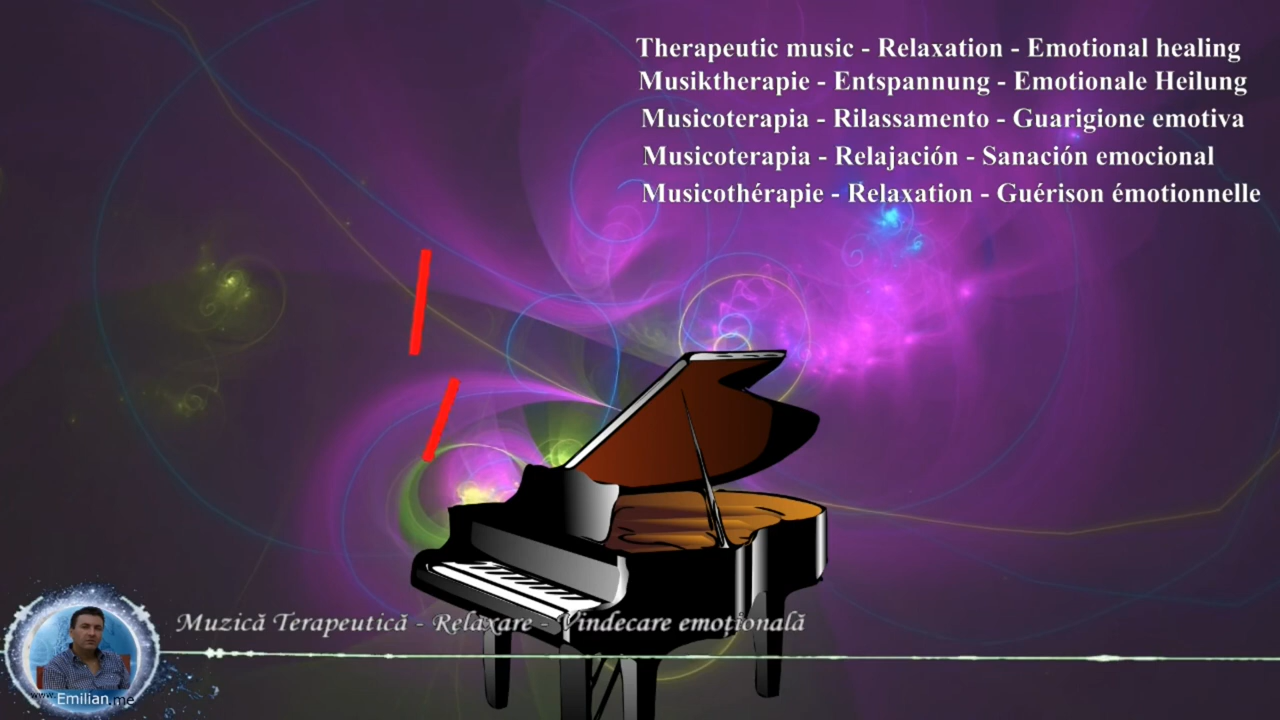 Therapeutic music - Relaxation - Emotional healing
Musiktherapie - Entspannung - Emotionale Heilung
Musicoterapia - Rilassamento - Guarigione emotiva
Musicoterapia - Relajación - Sanación emocional
Musicothérapie - Relaxation - Guérison émotionnelle
Muzică Terapeutică - Relaxare - Vindecare emoțională
www.Emilian.me